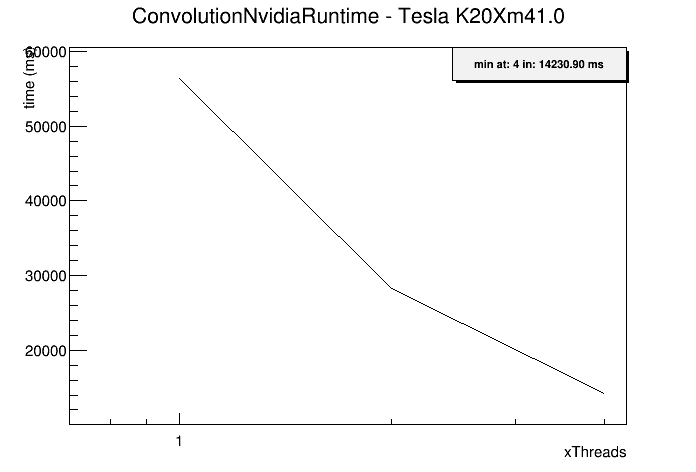 ConvolutionNvidiaRuntime - Tesla K20Xm41.0
min at: 4 in: 14230.90 ms
time (ms)
60000
50000
40000
30000
20000
1
xThreads